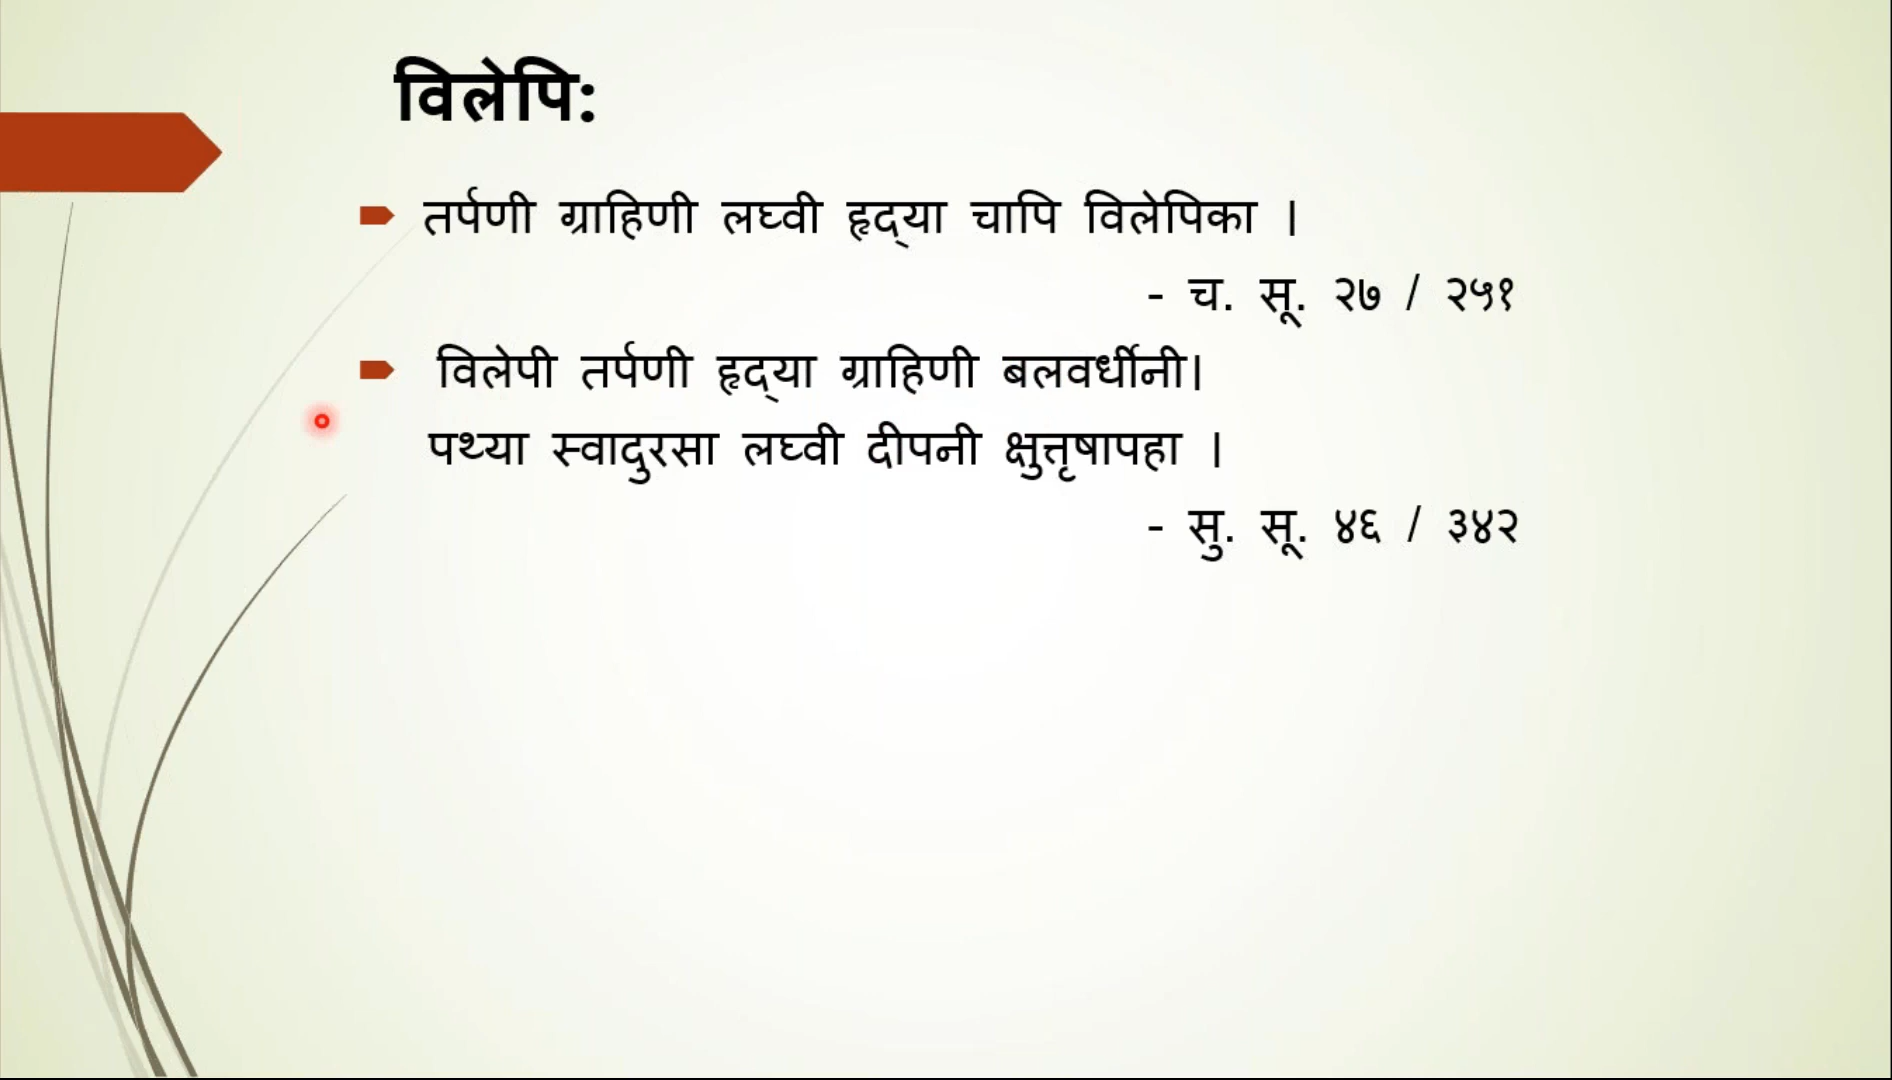 विलेपि:
तर्पणी ग्राहिणी लघ्वी हृद्‌या चापि विलेपिका ।
- च. सू. २७ / २५१
विलेपी तर्पणी हृद्‌या ग्राहिणी बलवर्धीनी।
पथ्या स्वादुरसा लघ्वी दीपनी क्षुत्तृषापहा ।
- सु. सू. ४६ / ३४२